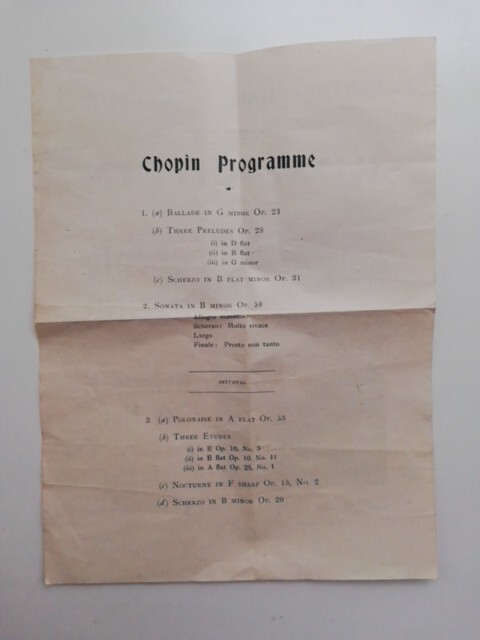 Chopin Programme
1. (a) BALLADE IN G MINOR OP. 23
(b) THREE PRELUDES OP. 28
(i) in D flat
(ii) in B flat
(iii) in G minor
(c) SCHERZO IN B FLAT MINOR OP. 31
2. SONATA IN B MINOR OP. 58
Allegro maestoso
Scherzo: Molto vivace
Largo
Finale: Presto non tanto
INTERVAL
2 (a) POLONAISE IN A FLAT OP. 53
(b) THREE ETUDES
(i) in E Op. 10, No. 3
(ii) in E flat Op. 10, No. 11
(iii) in A flat Op. 25, No. 1
(c) NOCTURNE IN F SHARP OP. 15, NO. 2
(d) SCHERZO IN B MINOR OP. 20